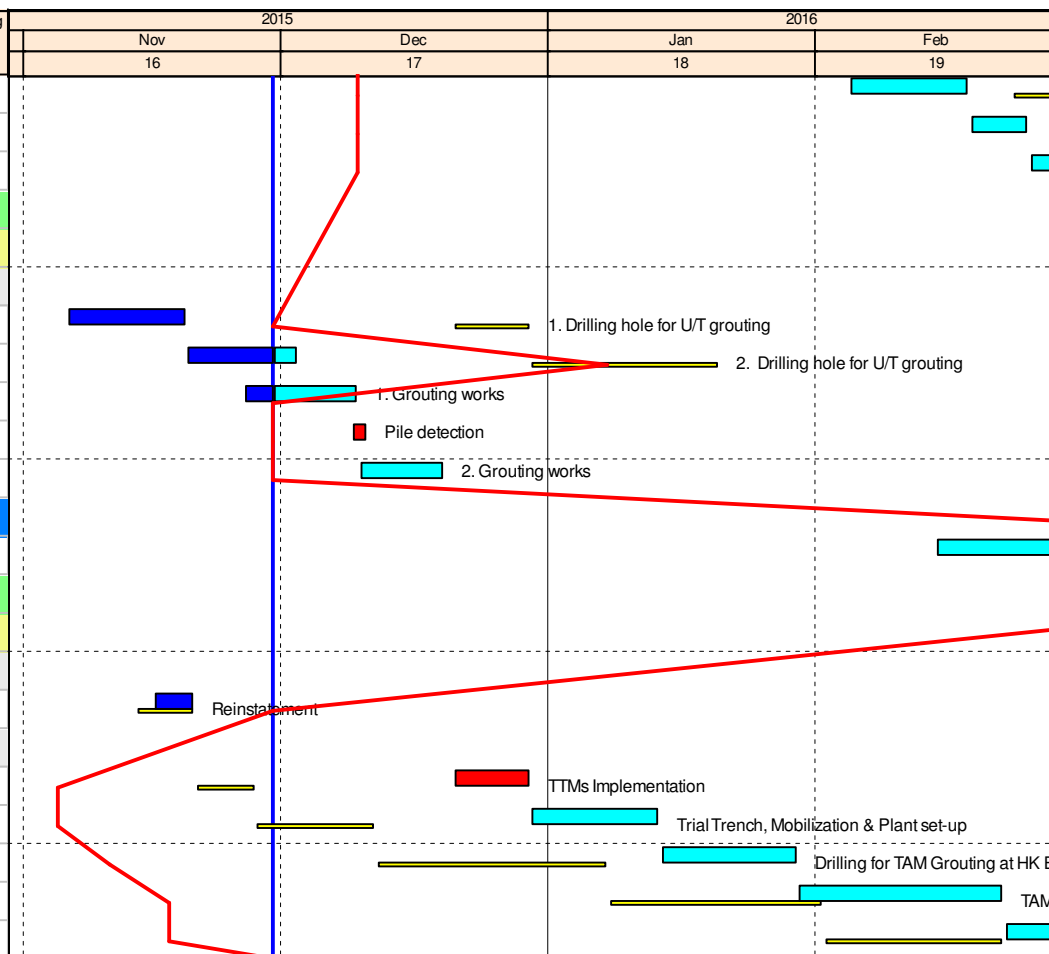 2015
2016
Nov
Dec
Jan
Feb
16
17
18
19
1. Drilling hole for U/T grouting
2. Drilling hole for U/T grouting
1. Grouting works
Pile detection
2. Grouting works
Reinstatement
TTMs Implementation
Trial Trench, Mobilization & Plant set-up
Drilling for TAM Grouting at HK
TAM